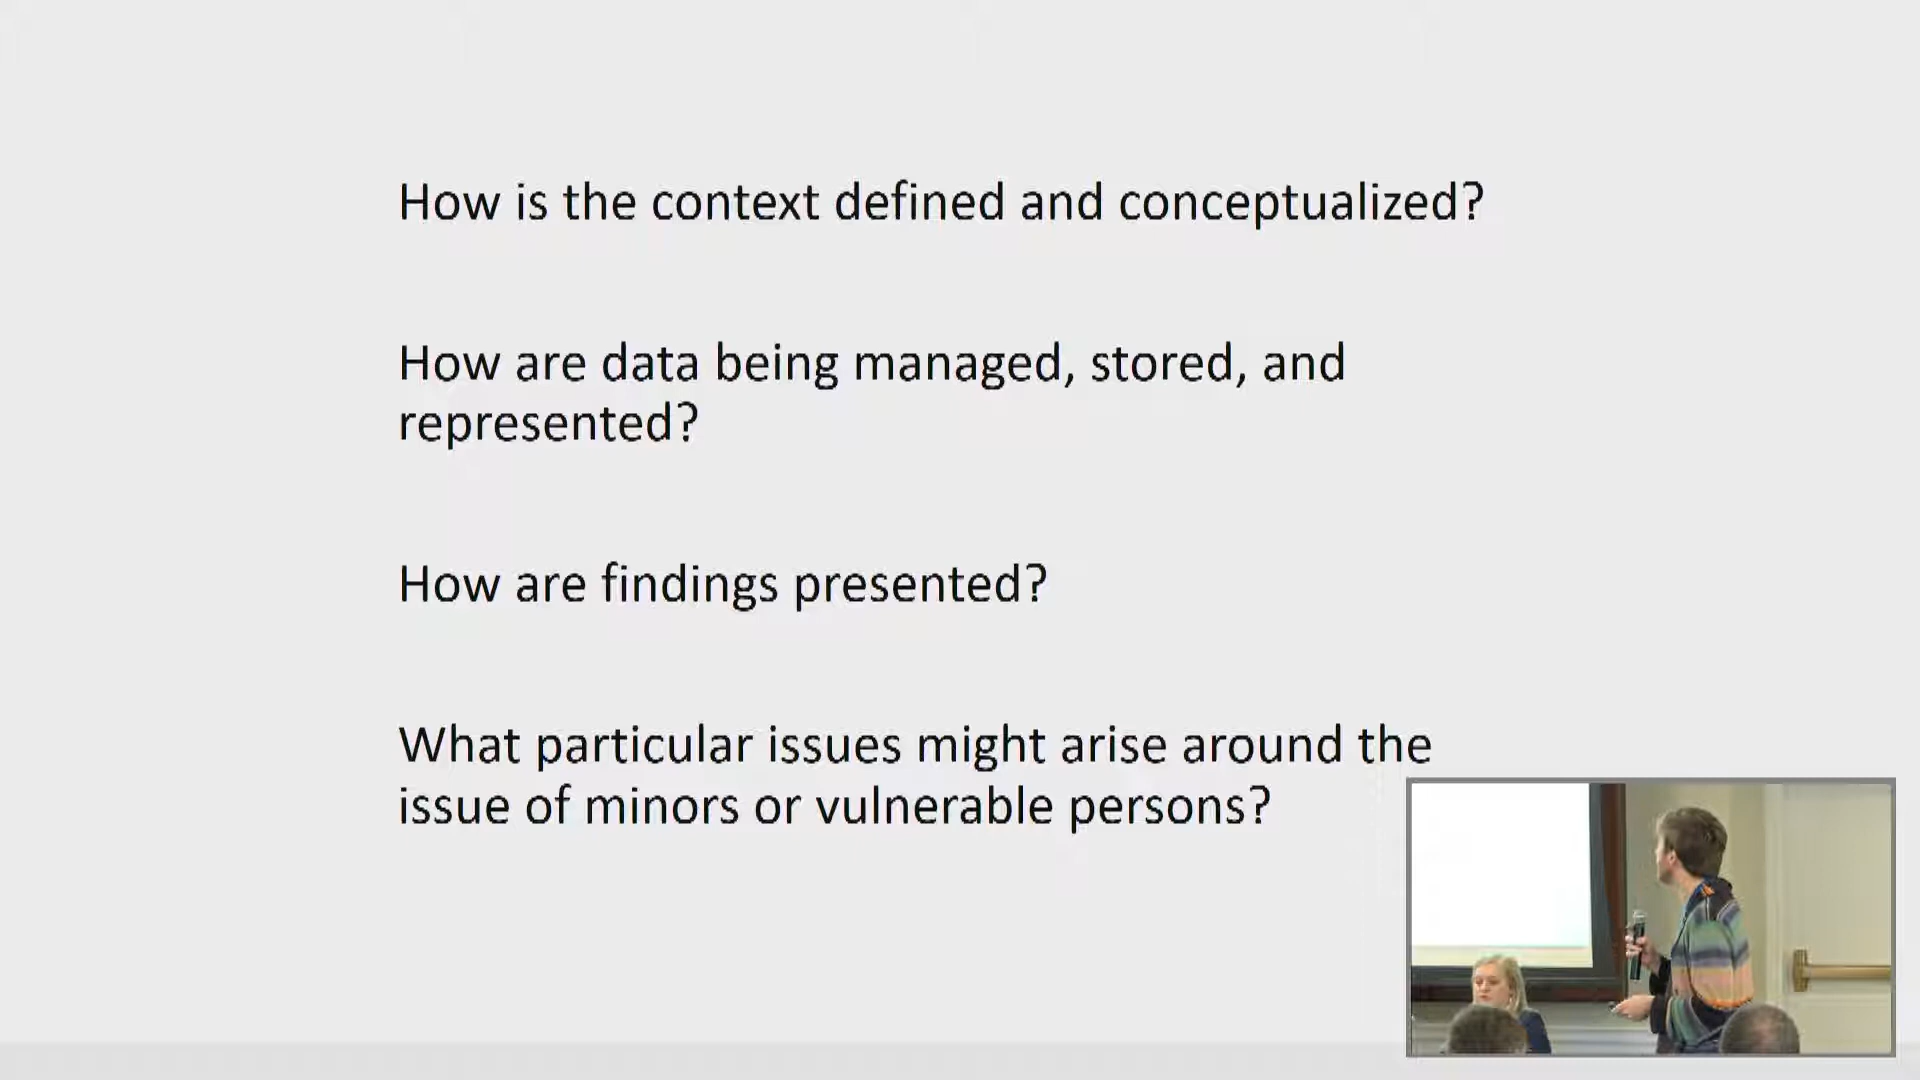 How is the context defined and conceptualized?
How are data being managed, stored, and
represented?
How are findings presented?
What particular issues might arise around the
issue of minors or vulnerable persons?